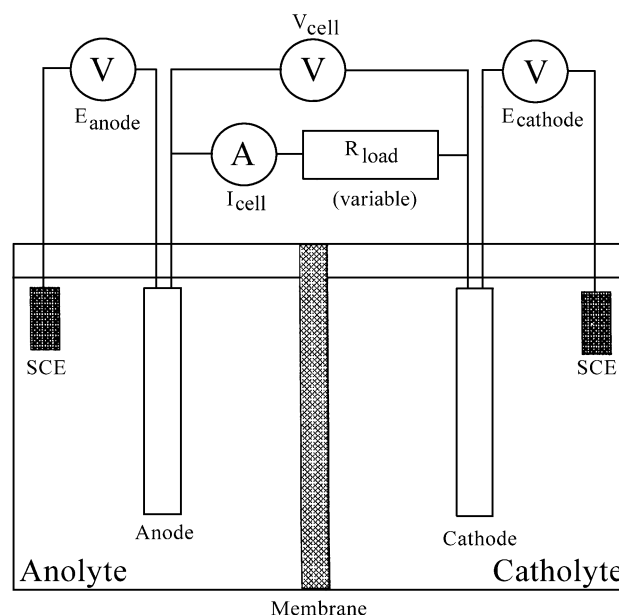 V cell
V
V
V
E anode
E cathode
A
R load
I cell
(variable)
SCE
SCE
Anode
Cathode
Anolyte
Catholyte
Membrane